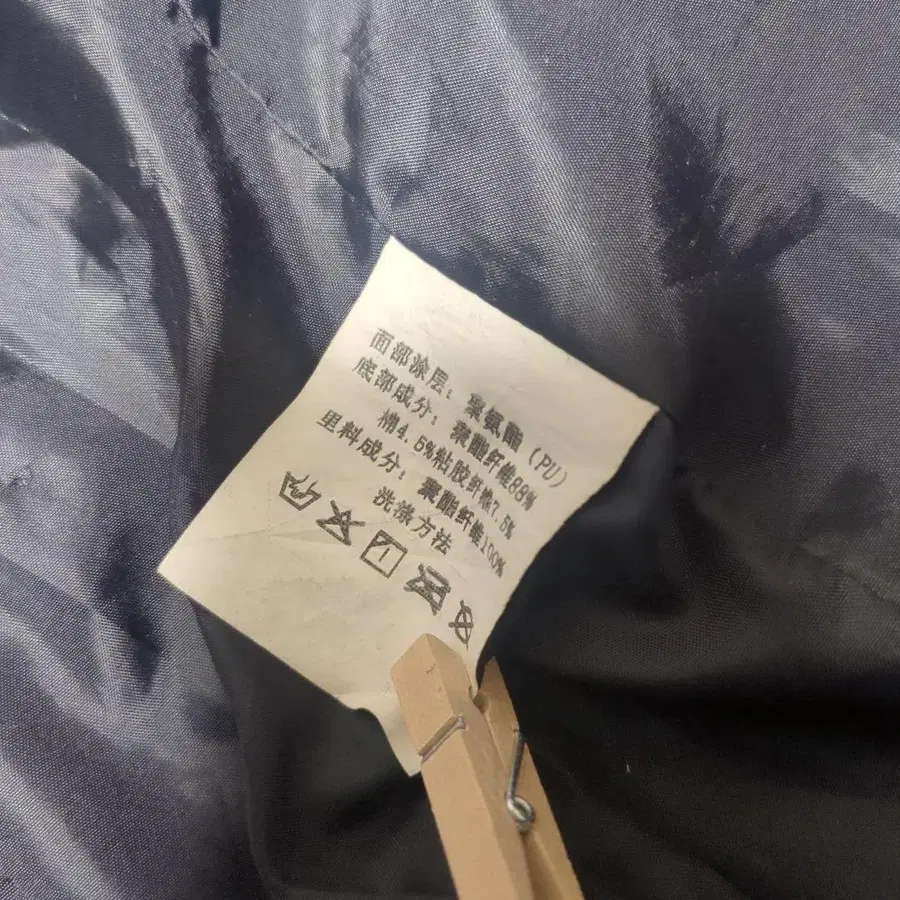 面部涂层：聚氨酯（PU）
底部成分：聚酯纤维88%
棉4.5%粘胶纤维7.5%
里料成分：聚酯纤维100%
洗涤方法